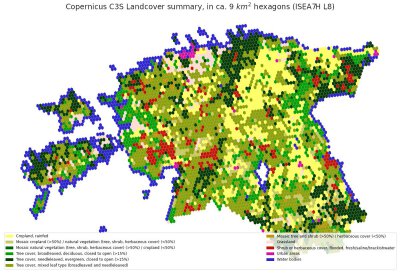 Copernicus C3S Landcover summary, in ca. 9 km² hexagons (ISEA7H L8)
Cropland, rainfed
Mosaic cropland (>50%) / natural vegetation (tree, shrub, herbaceous cover) (<50%)
Mosaic natural vegetation (tree, shrub, herbaceous cover) (>50%) / cropland (<50%)
Tree cover, broadleaved, deciduous, closed to open (>15%)
Tree cover, needleleaved, evergreen, closed to open (>15%)
Tree cover, mixed leaf type (broadleaved and needleleaved)
Mosaic tree and shrub (>50%) / herbaceous cover (<50%)
Grassland
Shrub or herbaceous cover, flooded, fresh/saline/brackishwater
Urban areas
Water bodies